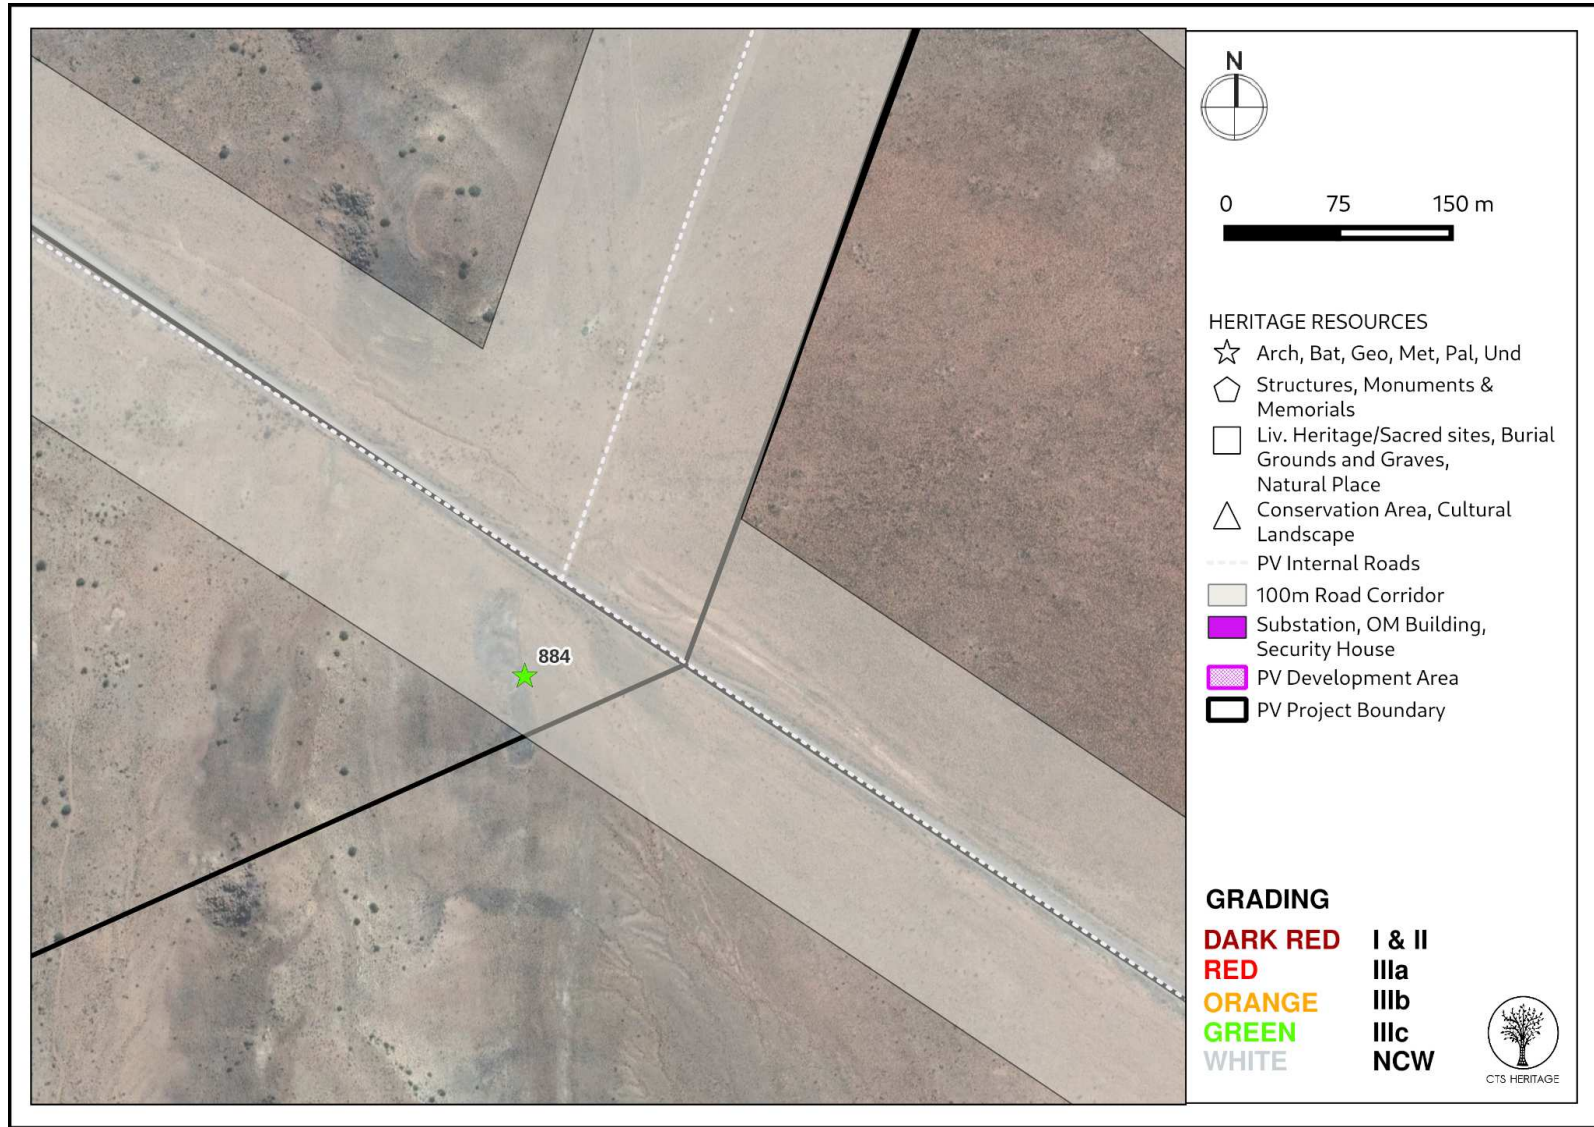 N
0 75 150 m
HERITAGE RESOURCES
Arch, Bat, Geo, Met, Pal, Und
Structures, Monuments &
Memorials
Liv. Heritage/Sacred sites, Burial
Grounds and Graves,
Natural Place
Conservation Area, Cultural
Landscape
PV Internal Roads
100m Road Corridor
Substation, OM Building,
Security House
PV Development Area
PV Project Boundary
884
GRADING
DARK RED I & II
RED IIIa
ORANGE IIIb
GREEN IIIc
WHITE NCW
CTS HERITAGE